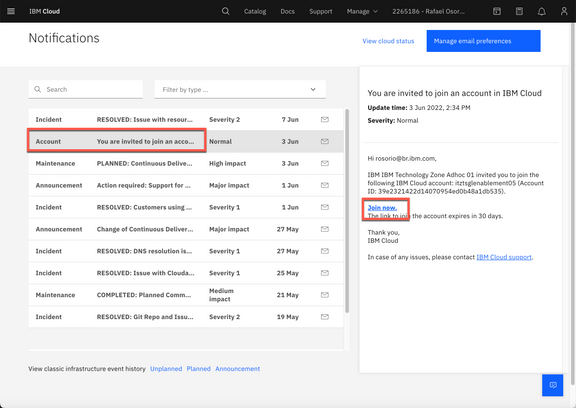 IBM Cloud
Catalog
Docs
Support
Manage
2265186 - Rafael Osor...
Notifications
View cloud status
Manage email preferences
Search
Filter by type ...
Incident RESOLVED: Issue with resour... Severity 2 7 Jun
Account You are invited to join an acco... Normal 3 Jun
Maintenance PLANNED: Continuous Delive... High impact 3 Jun
Announcement Action required: Support for ... Major impact 1 Jun
Incident RESOLVED: Customers using ... Severity 1 1 Jun
Announcement Change of Continuous Deliver... Major impact 27 May
Incident RESOLVED: DNS resolution is... Severity 1 27 May
Incident RESOLVED: Issue with Clouda... Severity 1 25 May
Maintenance COMPLETED: Planned Comm... Medium impact 21 May
Incident RESOLVED: Git Repo and Issu... Severity 2 19 May
View classic infrastructure event history Unplanned Planned Announcement
You are invited to join an account in IBM Cloud
Update time: 3 Jun 2022, 2:34 PM
Severity: Normal
Hi rosorio@br.ibm.com,
IBM IBM Technology Zone Adhoc 01 invited you to join the
following IBM Cloud account: itztsglenablement05 (Account
ID: 39e2321422d14070954ed0b48a1db535).
Join now.
The link to join the account expires in 30 days.
Thank you,
IBM Cloud
In case of any issues, please contact IBM Cloud support.